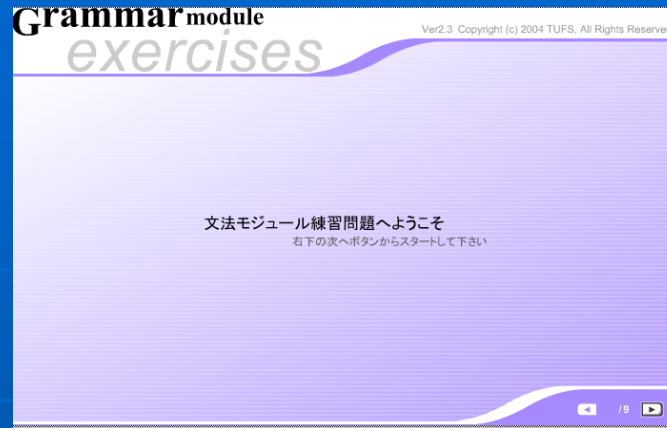 Grammar module
exercises
Ver2.3 Copyright (c) 2004 TUFS, All Rights Reserve
文法モジュール練習問題へようこそ
右下の次へボタンからスタートして下さい
/9